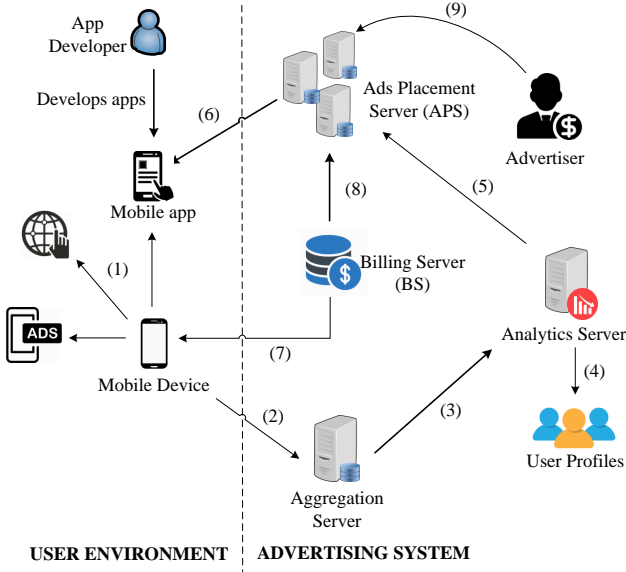 App
Developer
Develops apps
Mobile app
(1)
ADS
Mobile Device
(2)
(6)
(9)
Ads Placement
Server (APS)
$
Advertiser
(8)
(5)
$
Billing Server
(BS)
(7)
Analytics Server
(3)
(4)
User Profiles
Aggregation
Server
USER ENVIRONMENT
ADVERTISING SYSTEM